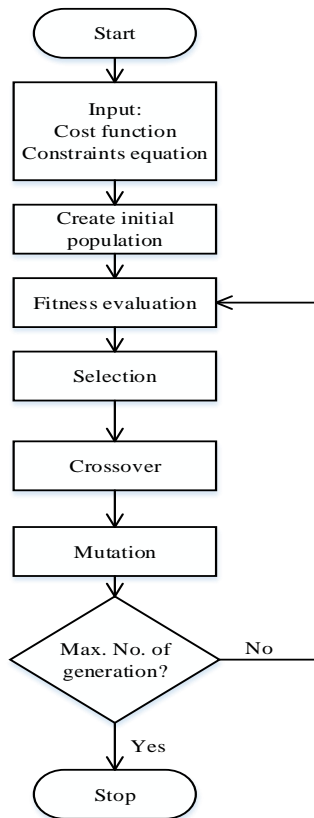 Start
Input:
Cost function
Constraints equation
Create initial
population
Fitness evaluation
Selection
Crossover
Mutation
Max. No. of
generation?
No
Yes
Stop